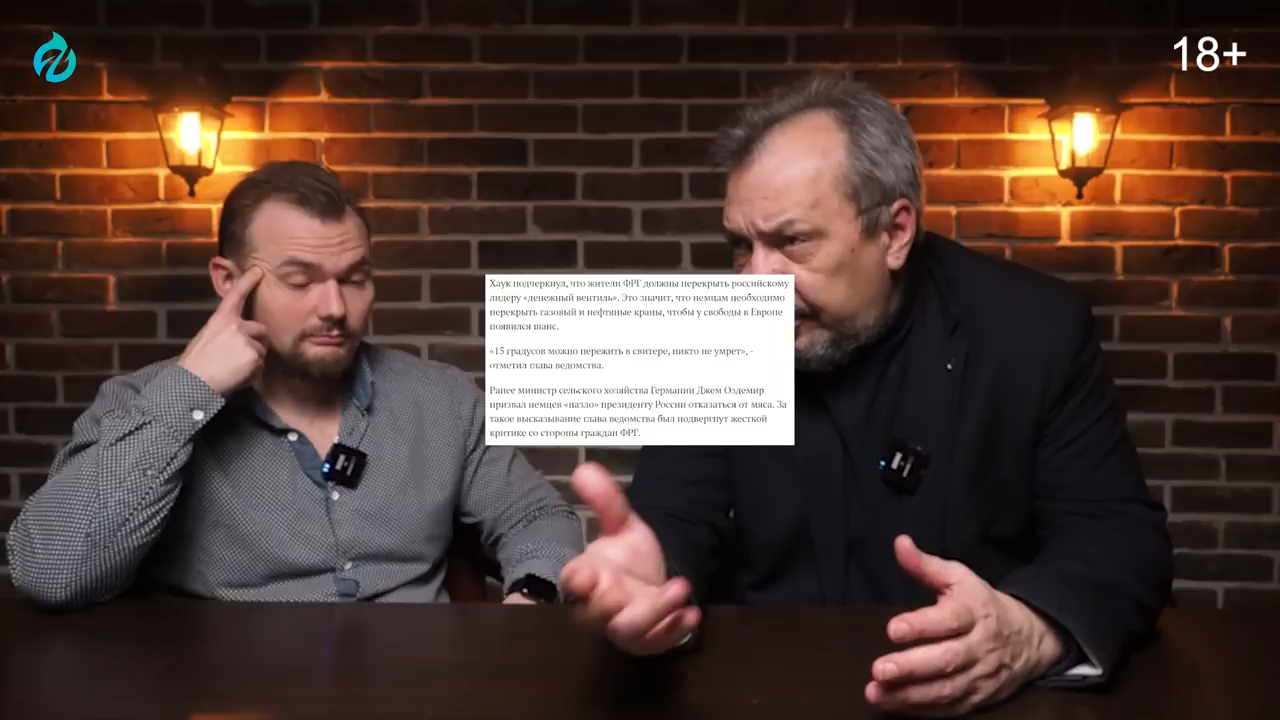 18+
Хаук подчеркнул, что жители ФРГ должны перекрыть российскому
лидеру «денежный вентиль». Это значит, что немцам необходимо
перекрыть газовый и нефтяные краны, чтобы у свободы в Европе
появился шанс.
«15 градусов можно пережить в свитере, никто не умрет», -
отметил глава ведомства.
Ранее министр сельского хозяйства Германии Джем Оздемир
призвал немцев «назло» президенту России отказаться от мяса. За
такое высказывание глава ведомства был подвергнут жесткой
критике со стороны граждан ФРГ.